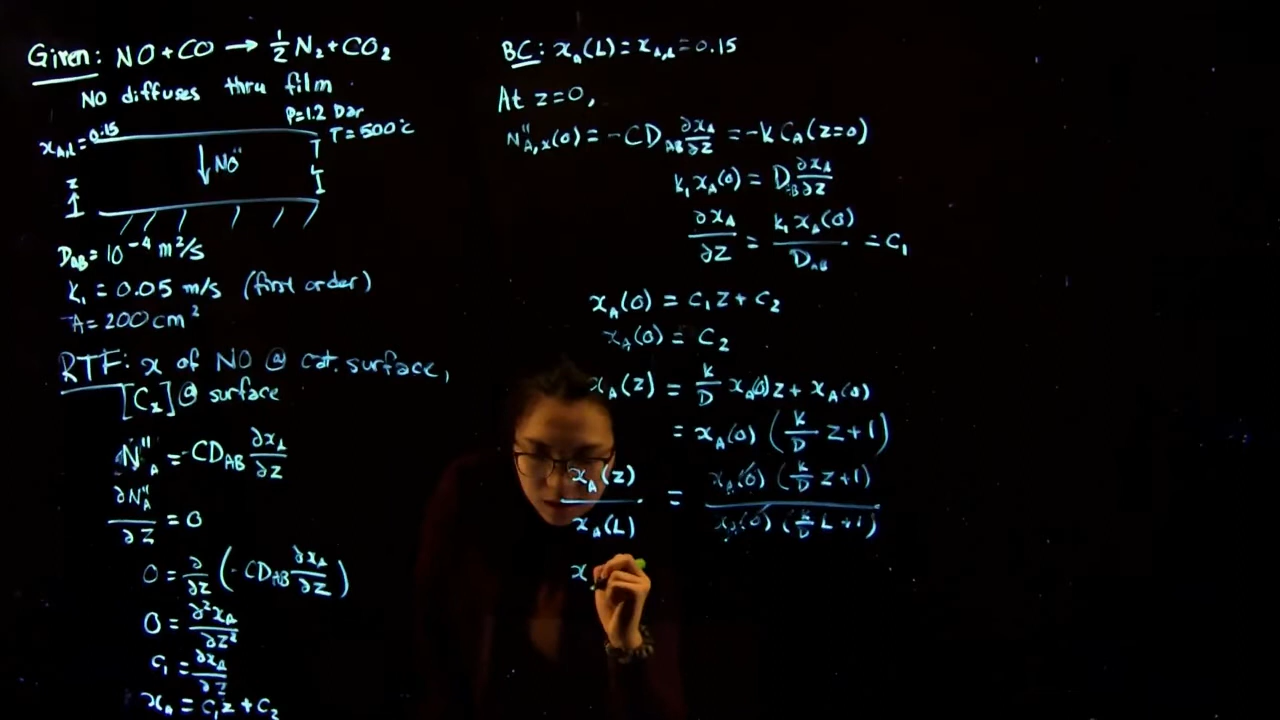 Given: NO + CO → 1/2 N₂ + CO₂
NO diffuses thru film
P = 1.2 bar
T = 500°C
x_A,L = 0.15
↓ NO"
L
z
D_AB = 10⁻⁴ m²/s
k₁ = 0.05 m/s (first order)
A = 200 cm²
RTF: x of NO @ cat. surface,
[C_x] @ surface
N"_A = -CD_AB ∂x_A/∂z
∂N"_A/∂z = 0
0 = ∂/∂z (-CD_AB ∂x_A/∂z)
0 = ∂²x_A/∂z²
C₁ = ∂x_A/∂z
x_A = C₁z + C₂
BC: x_A(L) = x_A,L = 0.15
At z=0,
N"_A,x(0) = -CD_AB ∂x_A/∂z = -k C_A(z=0)
k₁ x_A(0) = D_AB ∂x_A/∂z
∂x_A/∂z = k₁ x_A(0)/D_AB = C₁
x_A(0) = C₁z + C₂
x_A(0) = C₂
x_A(z) = k/D x_A(0)z + x_A(0)
= x_A(0) (k/D z + 1)
x_A(z)/x_A(L) = x_A(0) (k/D z + 1)/x_A(0) (k/D L + 1)
x